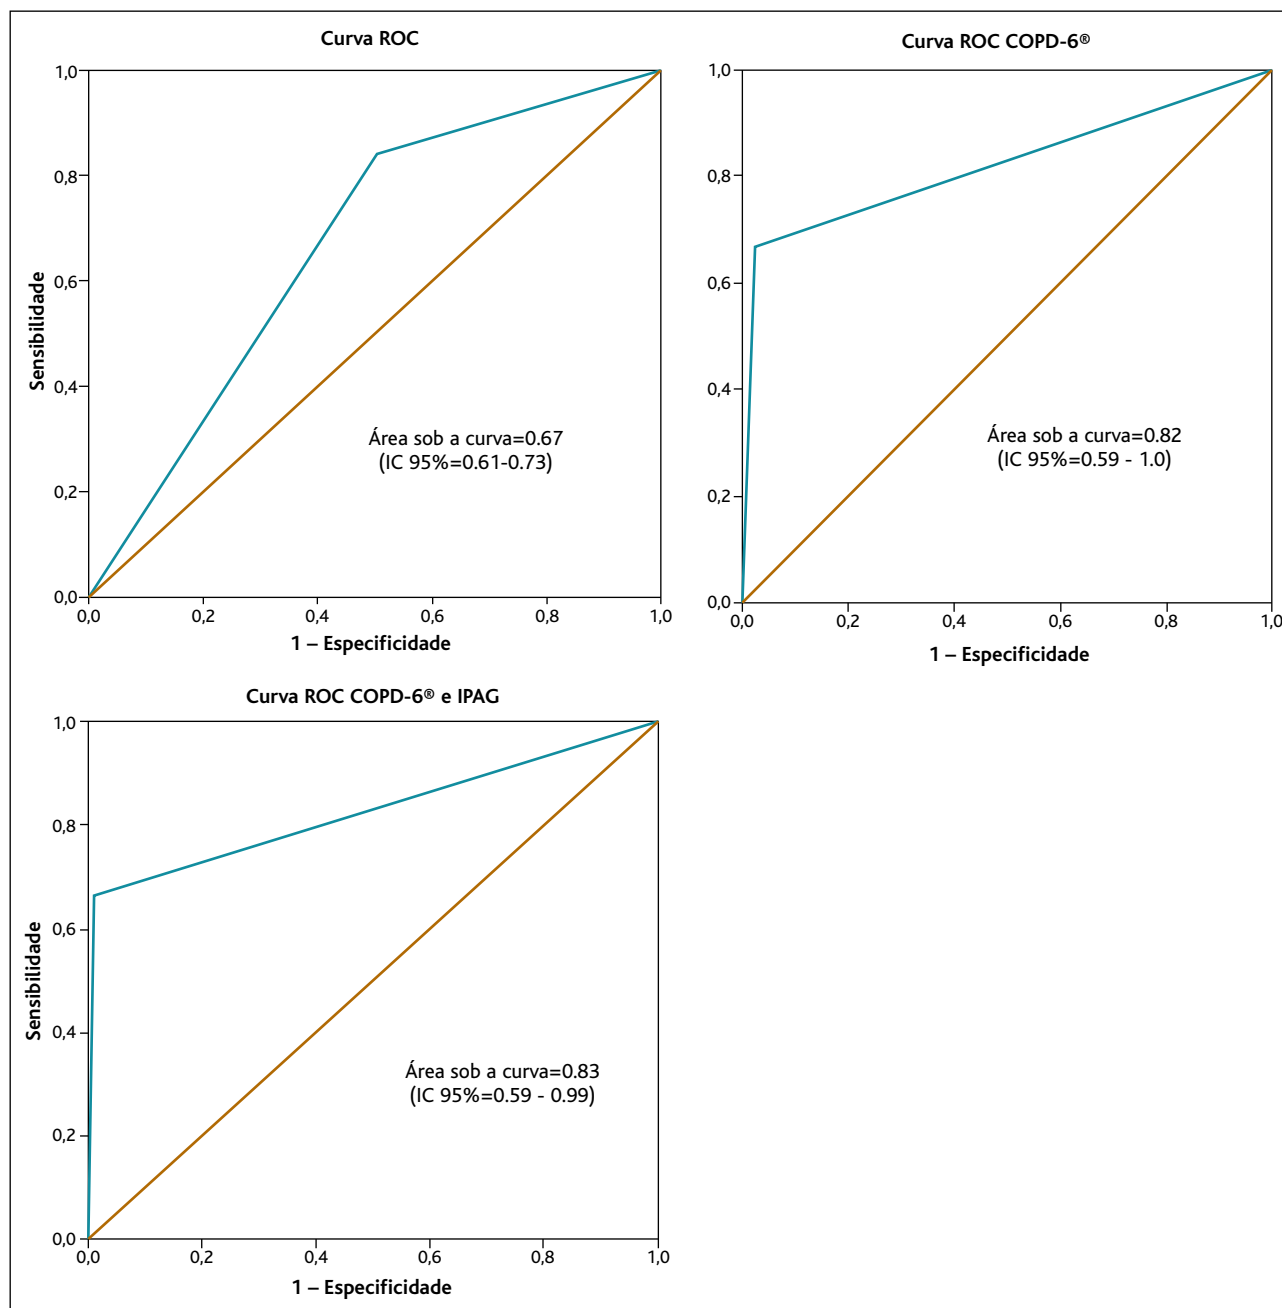 Curva ROC
1,0
0,8
0,6
0,4
0,2
0,0
Sensibilidade
Área sob a curva=0.67
(IC 95%=0.61-0.73)
0,0 0,2 0,4 0,6 0,8 1,0
1 – Especificidade
Curva ROC COPD-6®
1,0
0,8
0,6
0,4
0,2
0,0
Área sob a curva=0.82
(IC 95%=0.59 - 1.0)
0,0 0,2 0,4 0,6 0,8 1,0
1 – Especificidade
Curva ROC COPD-6® e IPAG
1,0
0,8
0,6
0,4
0,2
0,0
Sensibilidade
Área sob a curva=0.83
(IC 95%=0.59 - 0.99)
0,0 0,2 0,4 0,6 0,8 1,0
1 – Especificidade